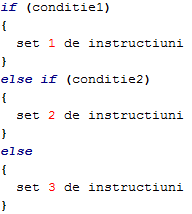 if (conditie1)
{
  set 1 de instructiuni
}
else if (conditie2)
{
  set 2 de instructiuni
}
else
{
  set 3 de instructiuni
}